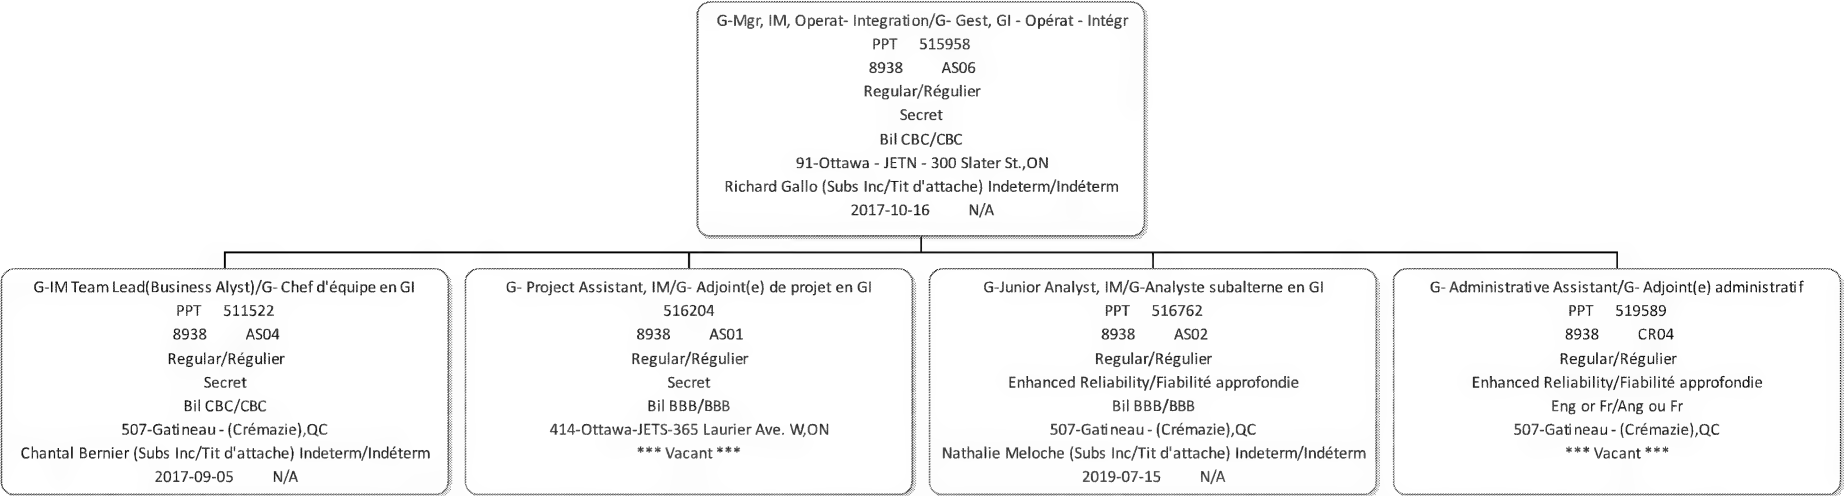 G-Mgr, IM, Operat- Integration/G- Gest, GI - Opérat - Intégr
PPT 515958
8938 AS06
Regular/Régulier
Secret
Bil CBC/CBC
91-Ottawa - JETN - 300 Slater St.,ON
Richard Gallo (Subs Inc/Tit d'attache) Indeterm/Indéterm
2017-10-16 N/A
G-IM Team Lead(Business Alyst)/G- Chef d'équipe en GI
PPT 511522
8938 AS04
Regular/Régulier
Secret
Bil CBC/CBC
507-Gatineau - (Crémazie),QC
Chantal Bernier (Subs Inc/Tit d'attache) Indeterm/Indéterm
2017-09-05 N/A
G- Project Assistant, IM/G- Adjoint(e) de projet en GI
516204
8938 AS01
Regular/Régulier
Secret
Bil BBB/BBB
414-Ottawa-JETS-365 Laurier Ave. W,ON
*** Vacant ***
G-Junior Analyst, IM/G-Analyste subalterne en GI
PPT 516762
8938 AS02
Regular/Régulier
Enhanced Reliability/Fiabilité approfondie
Bil BBB/BBB
507-Gatineau - (Crémazie),QC
Nathalie Meloche (Subs Inc/Tit d'attache) Indeterm/Indéterm
2019-07-15 N/A
G- Administrative Assistant/G- Adjoint(e) administratif
PPT 519589
8938 CR04
Regular/Régulier
Enhanced Reliability/Fiabilité approfondie
Eng or Fr/Ang ou Fr
507-Gatineau - (Crémazie),QC
*** Vacant ***